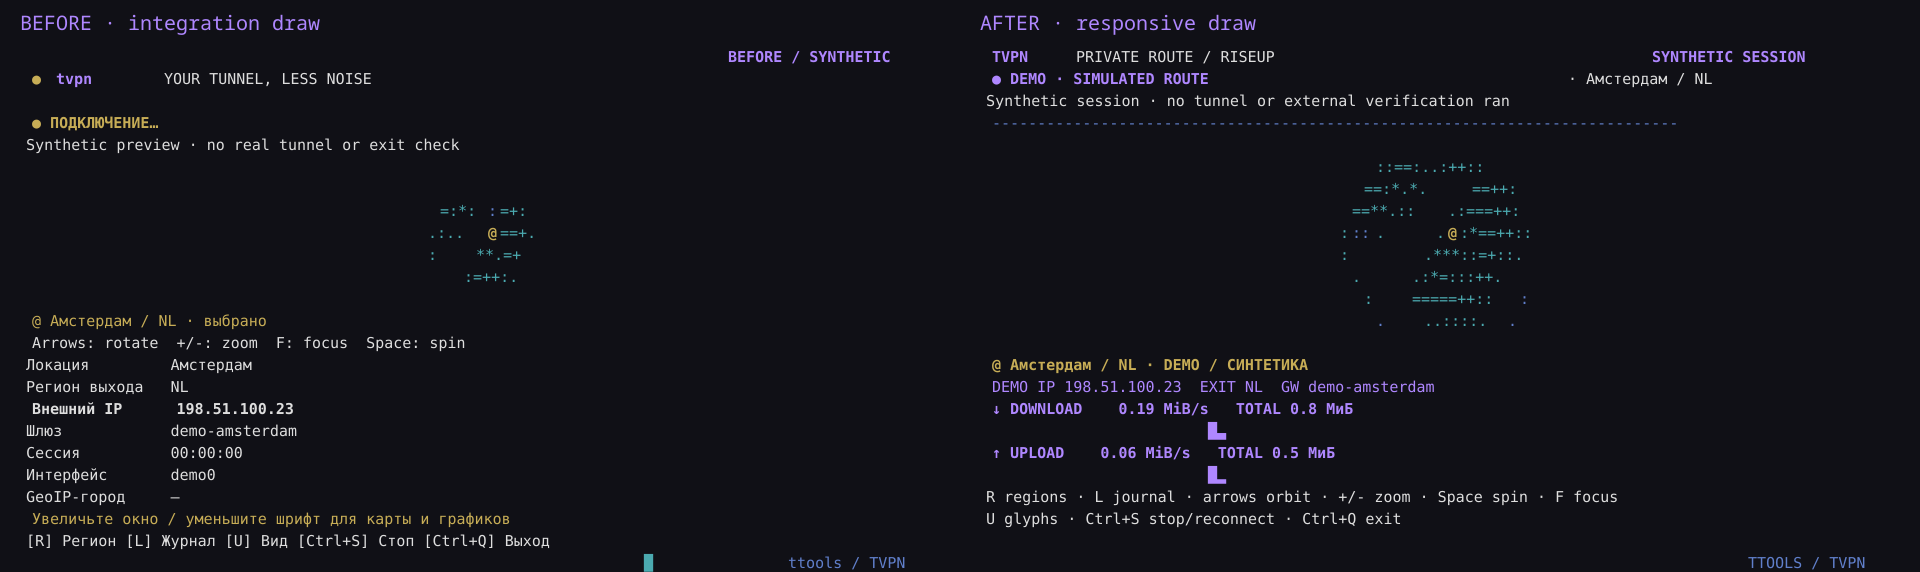 BEFORE · integration draw
BEFORE / SYNTHETIC
● tvpn YOUR TUNNEL, LESS NOISE
● ПОДКЛЮЧЕНИЕ…
Synthetic preview · no real tunnel or exit check
=:*: :=+:
.:.. @==+.
: **.=+
:=++:.
@ Амстердам / NL · выбрано
Arrows: rotate +/-: zoom F: focus Space: spin
Локация Амстердам
Регион выхода NL
Внешний IP 198.51.100.23
Шлюз demo-amsterdam
Сессия 00:00:00
Интерфейс demo0
GeoIP-город —
Увеличьте окно / уменьшите шрифт для карты и графиков
[R] Регион [L] Журнал [U] Вид [Ctrl+S] Стоп [Ctrl+Q] Выход
ttools / TVPN
AFTER · responsive draw
TVPN PRIVATE ROUTE / RISEUP SYNTHETIC SESSION
● DEMO · SIMULATED ROUTE · Амстердам / NL
Synthetic session · no tunnel or external verification ran
----------------------------------------------------------------------------
::==:..:++::
==:*.*. ==++:
==**.:: .:===++:
::: . .@:*==++::
: .***::=+::.
. .:*=:::++.
: =====++:: :
. ..::::. .
@ Амстердам / NL · DEMO / СИНТЕТИКА
DEMO IP 198.51.100.23 EXIT NL GW demo-amsterdam
↓ DOWNLOAD 0.19 MiB/s TOTAL 0.8 МиБ
↑ UPLOAD 0.06 MiB/s TOTAL 0.5 МиБ
R regions · L journal · arrows orbit · +/- zoom · Space spin · F focus
U glyphs · Ctrl+S stop/reconnect · Ctrl+Q exit
TTOOLS / TVPN